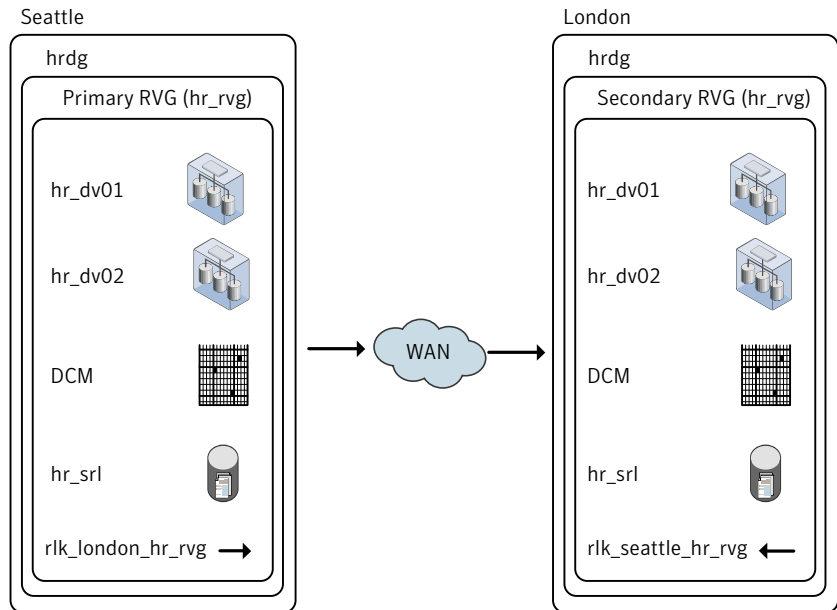 Seattle
hrdg
Primary RVG (hr_rvg)
hr_dv01
hr_dv02
DCM
hr_srl
rlk_london_hr_rvg
WAN
London
hrdg
Secondary RVG (hr_rvg)
hr_dv01
hr_dv02
DCM
hr_srl
rlk_seattle_hr_rvg